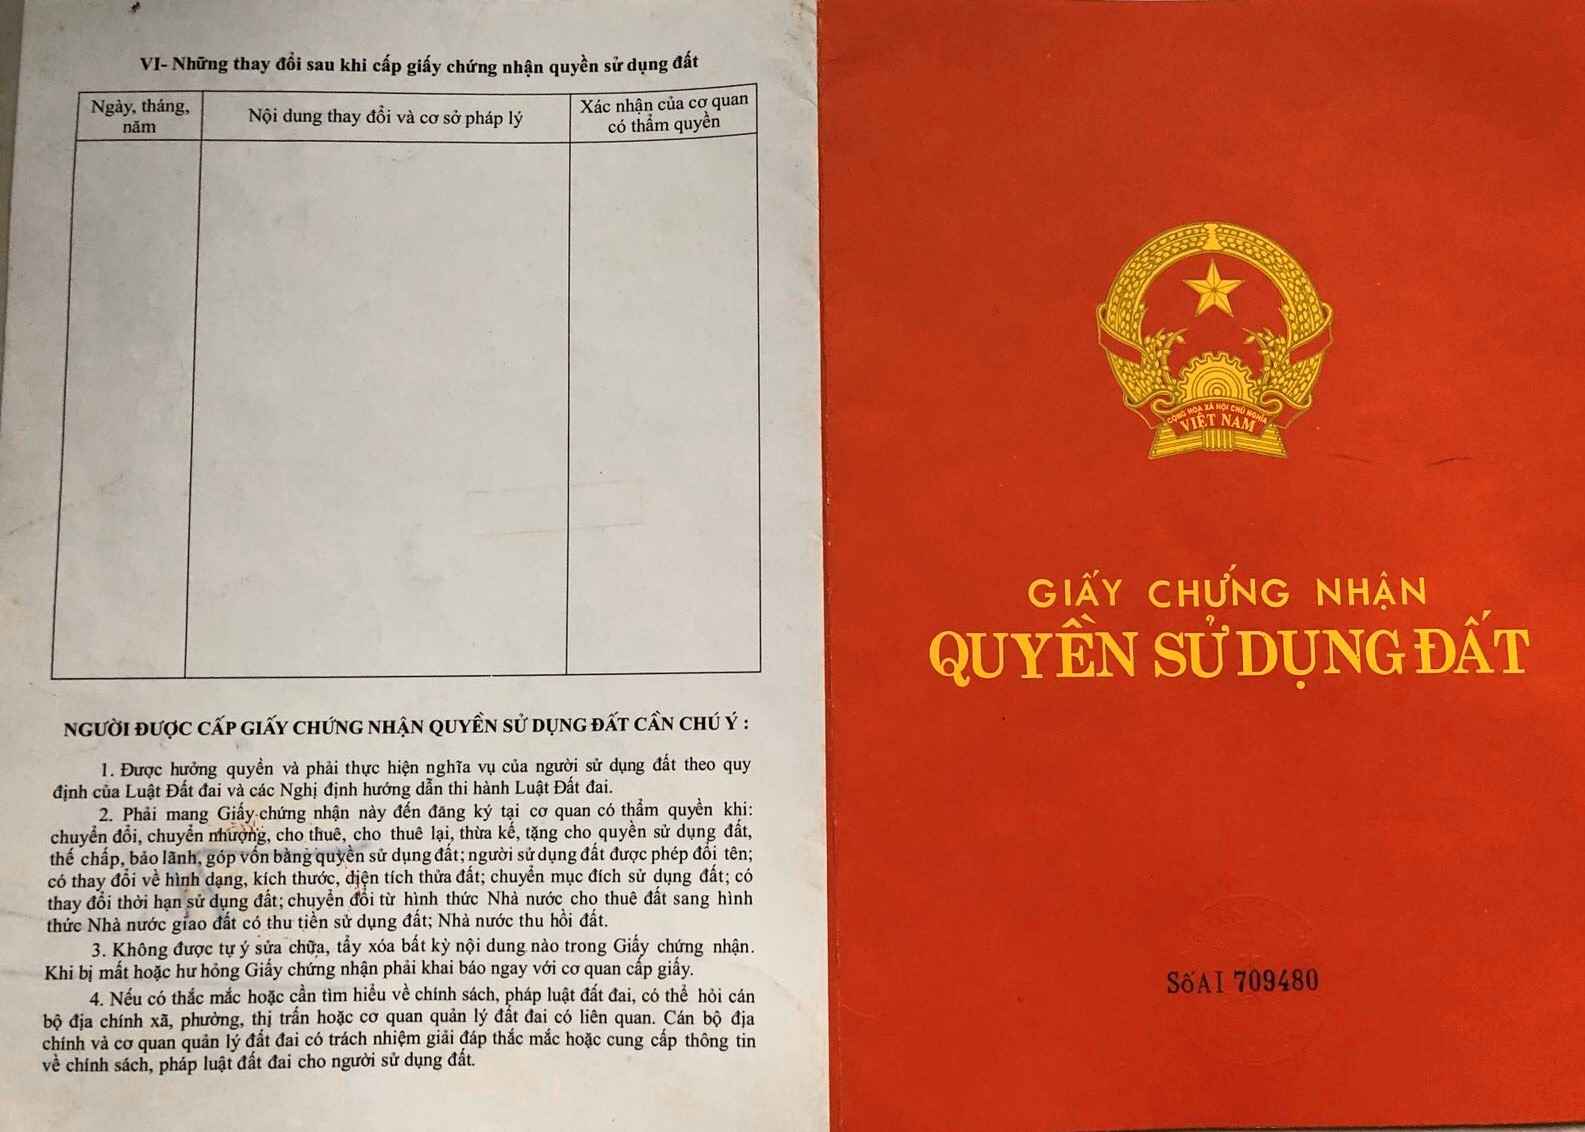 VI- Những thay đổi sau khi cấp giấy chứng nhận quyền sử dụng đất
Ngày, tháng,
năm
Nội dung thay đổi và cơ sở pháp lý
Xác nhận của cơ quan
có thẩm quyền
NGƯỜI ĐƯỢC CẤP GIẤY CHỨNG NHẬN QUYỀN SỬ DỤNG ĐẤT CẦN CHÚ Ý :
1. Được hưởng quyền và phải thực hiện nghĩa vụ của người sử dụng đất theo quy
định của Luật Đất đai và các Nghị định hướng dẫn thi hành Luật Đất đai.
2. Phải mang Giấy chứng nhận này đến đăng ký tại cơ quan có thẩm quyền khi:
chuyển đổi, chuyển nhượng, cho thuê, cho thuê lại, thừa kế, tặng cho quyền sử dụng đất,
thế chấp, bảo lãnh, góp vốn bằng quyền sử dụng đất; người sử dụng đất được phép đổi tên;
có thay đổi về hình dạng, kích thước, diện tích thửa đất; chuyển mục đích sử dụng đất; có
thay đổi thời hạn sử dụng đất; chuyển đổi từ hình thức Nhà nước cho thuê đất sang hình
thức Nhà nước giao đất có thu tiền sử dụng đất; Nhà nước thu hồi đất.
3. Không được tự ý sửa chữa, tẩy xóa bất kỳ nội dung nào trong Giấy chứng nhận.
Khi bị mất hoặc hư hỏng Giấy chứng nhận phải khai báo ngay với cơ quan cấp giấy.
4. Nếu có thắc mắc hoặc cần tìm hiểu về chính sách, pháp luật đất đai, có thể hỏi cán
bộ địa chính xã, phường, thị trấn hoặc cơ quan quản lý đất đai có liên quan. Cán bộ địa
chính và cơ quan quản lý đất đai có trách nhiệm giải đáp thắc mắc hoặc cung cấp thông tin
về chính sách, pháp luật đất đai cho người sử dụng đất.
CỘNG HÒA XÃ HỘI CHỦ NGHĨA
VIỆT NAM
GIẤY CHỨNG NHẬN
QUYỀN SỬ DỤNG ĐẤT
Số AI 709480